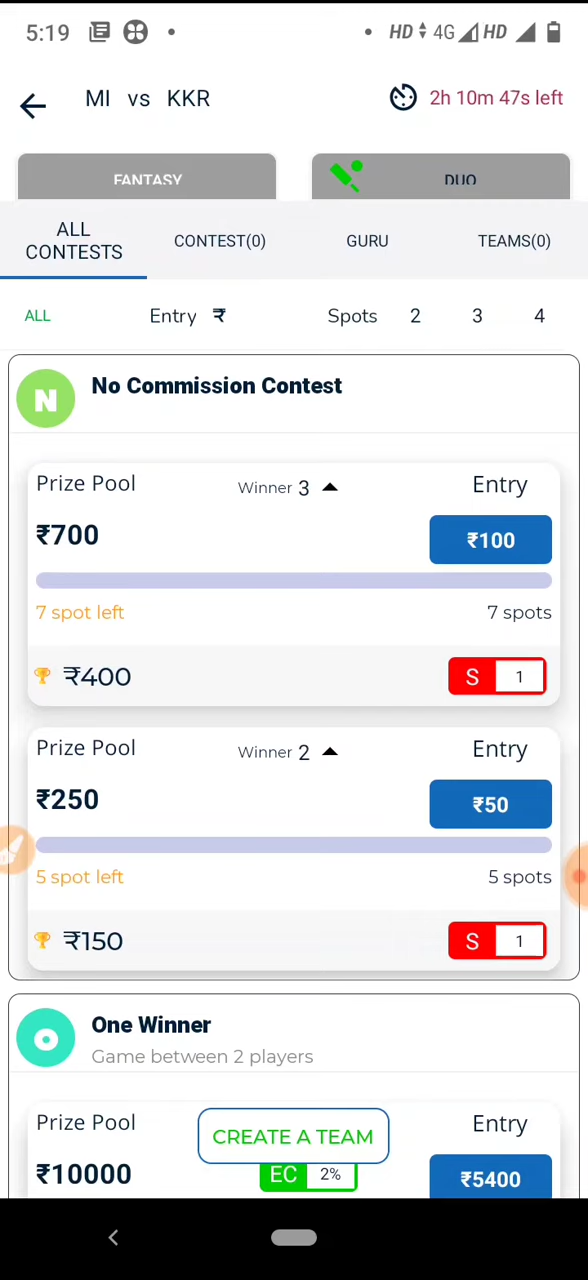 5:19 HD 4G HD
MI vs KKR 2h 10m 47s left
FANTASY DUO
ALL CONTESTS CONTEST(0) GURU TEAMS(0)
ALL Entry ₹ Spots 2 3 4
N No Commission Contest
Prize Pool Winner 3 Entry
₹700 ₹100
7 spot left 7 spots
₹400 S 1
Prize Pool Winner 2 Entry
₹250 ₹50
5 spot left 5 spots
₹150 S 1
One Winner
Game between 2 players
Prize Pool Entry
CREATE A TEAM
₹10000 EC 2% ₹5400